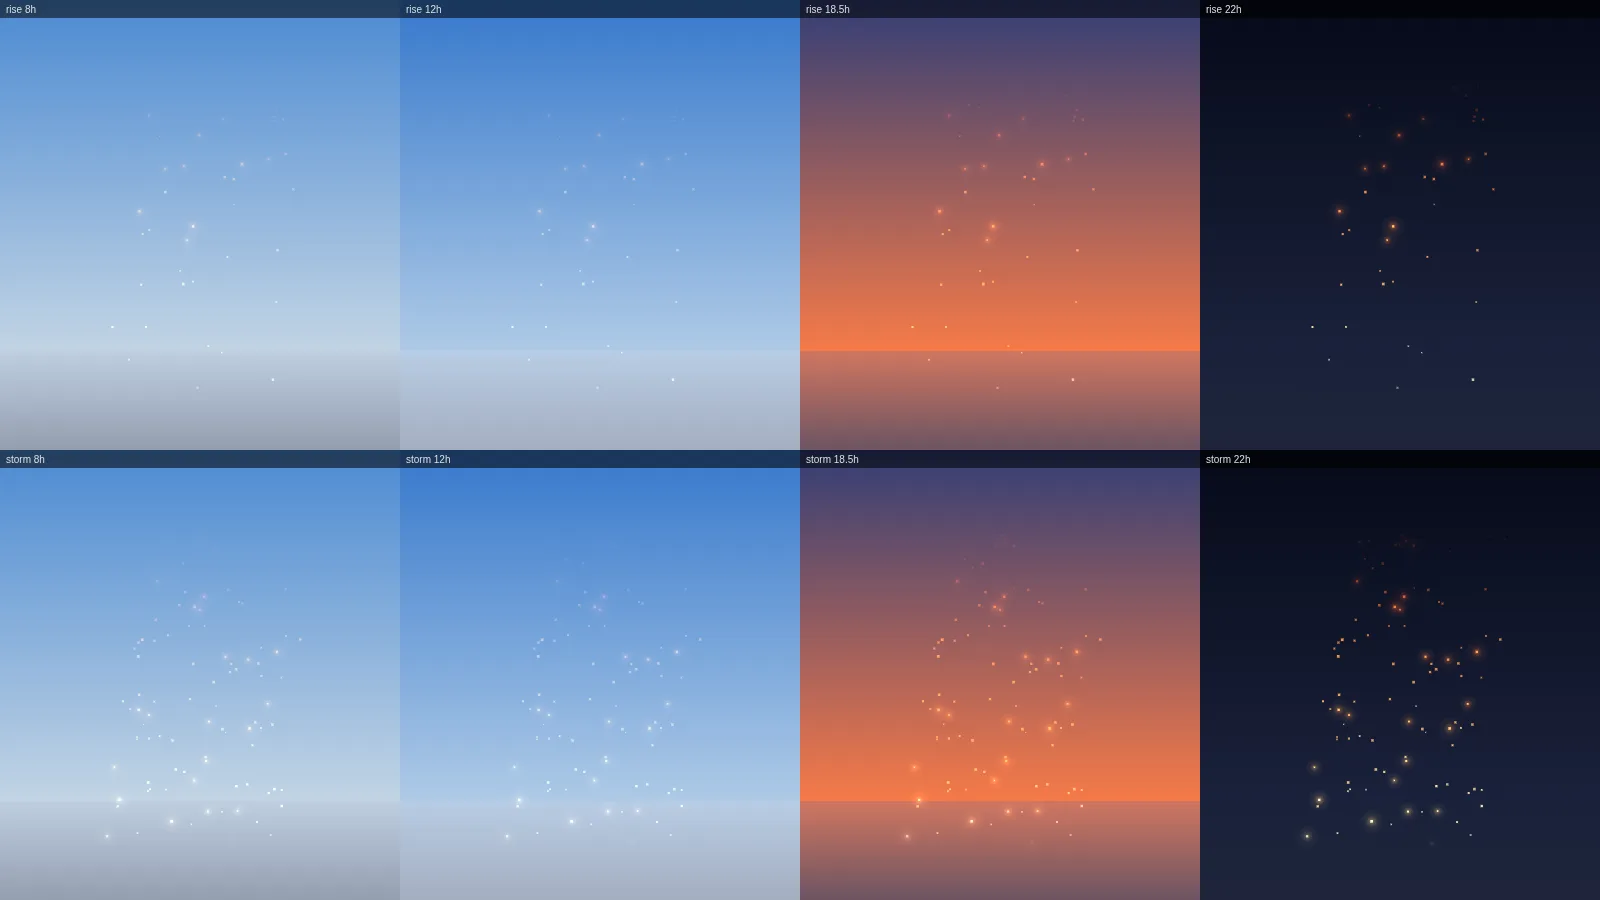 rise 8h
rise 12h
rise 18.5h
rise 22h
storm 8h
storm 12h
storm 18.5h
storm 22h